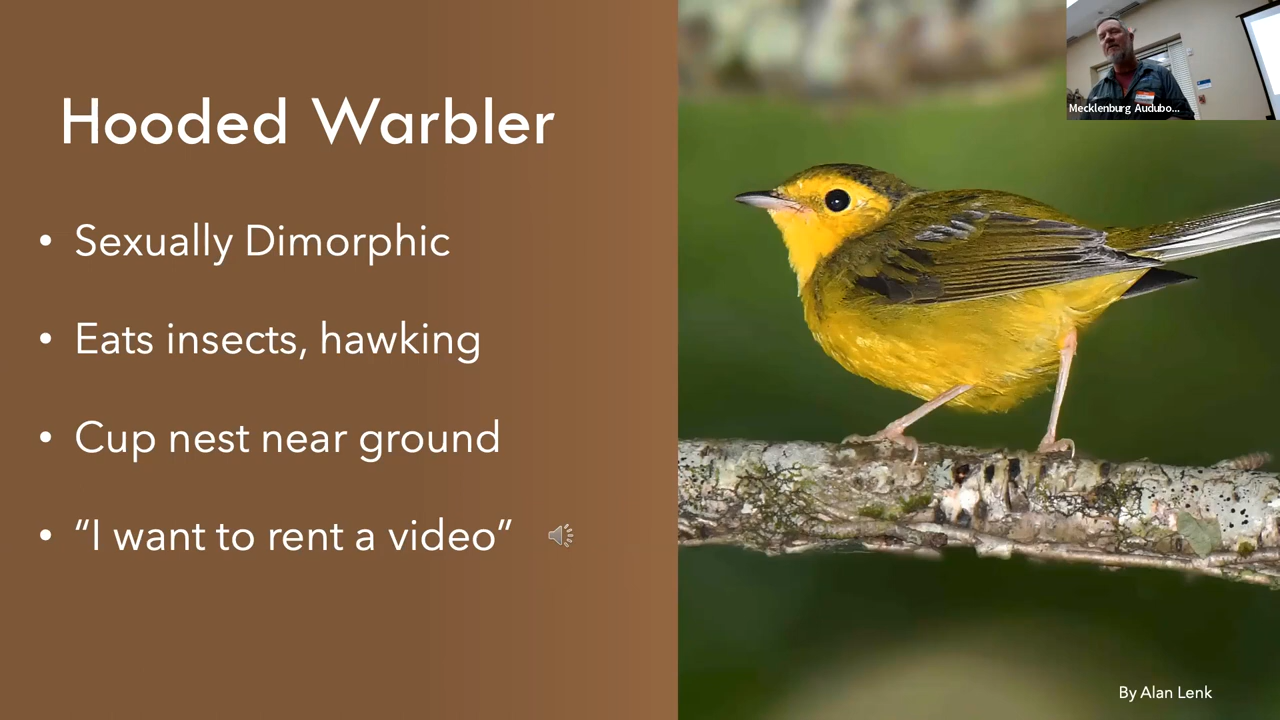 Hooded Warbler
• Sexually Dimorphic
• Eats insects, hawking
• Cup nest near ground
• “I want to rent a video”
Mecklenburg Audubo...
By Alan Lenk